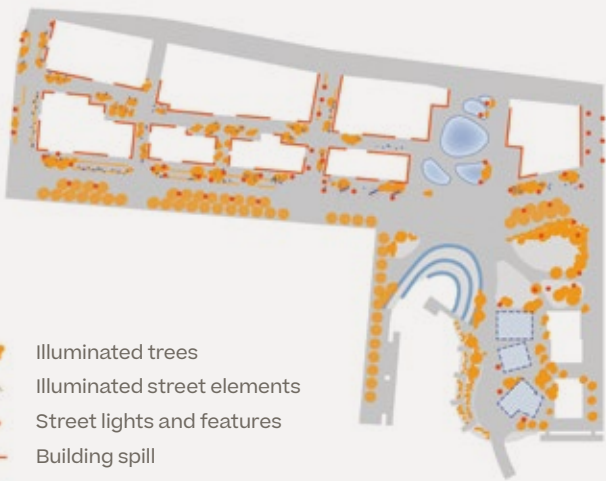 Illuminated trees
Illuminated street elements
Street lights and features
Building spill